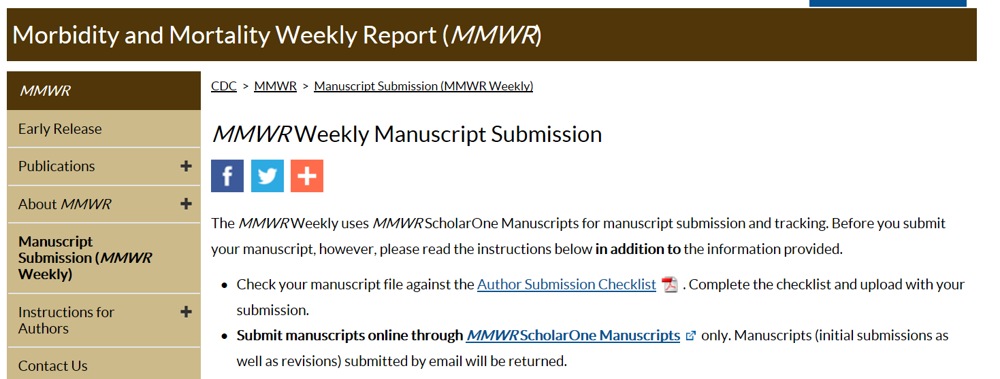 Morbidity and Mortality Weekly Report (MMWR)
MMWR
Early Release
Publications
About MMWR
Manuscript
Submission (MMWR
Weekly)
Instructions for
Authors
Contact Us
CDC > MMWR > Manuscript Submission (MMWR Weekly)
MMWR Weekly Manuscript Submission
The MMWR Weekly uses MMWR ScholarOne Manuscripts for manuscript submission and tracking. Before you submit
your manuscript, however, please read the instructions below in addition to the information provided.
• Check your manuscript file against the Author Submission Checklist . Complete the checklist and upload with your
submission.
• Submit manuscripts online through MMWR ScholarOne Manuscripts only. Manuscripts (initial submissions as
well as revisions) submitted by email will be returned.